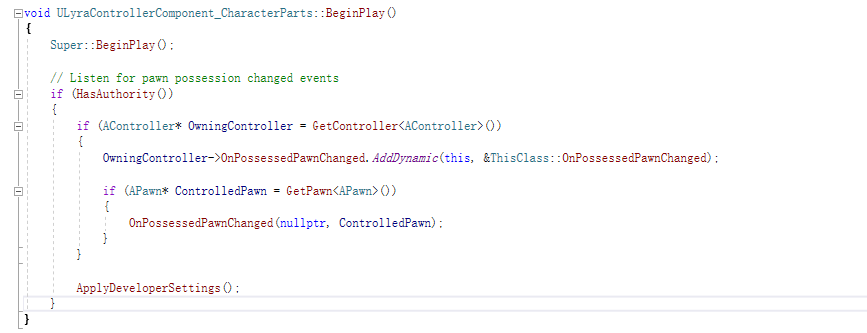 void ULyraControllerComponent_CharacterParts::BeginPlay()
{
    Super::BeginPlay();

    // Listen for pawn possession changed events
    if (HasAuthority())
    {
        if (AController* OwningController = GetController<AController>())
        {
            OwningController->OnPossessedPawnChanged.AddDynamic(this, &ThisClass::OnPossessedPawnChanged);

            if (APawn* ControlledPawn = GetPawn<APawn>())
            {
                OnPossessedPawnChanged(nullptr, ControlledPawn);
            }
        }

        ApplyDeveloperSettings();
    }
}